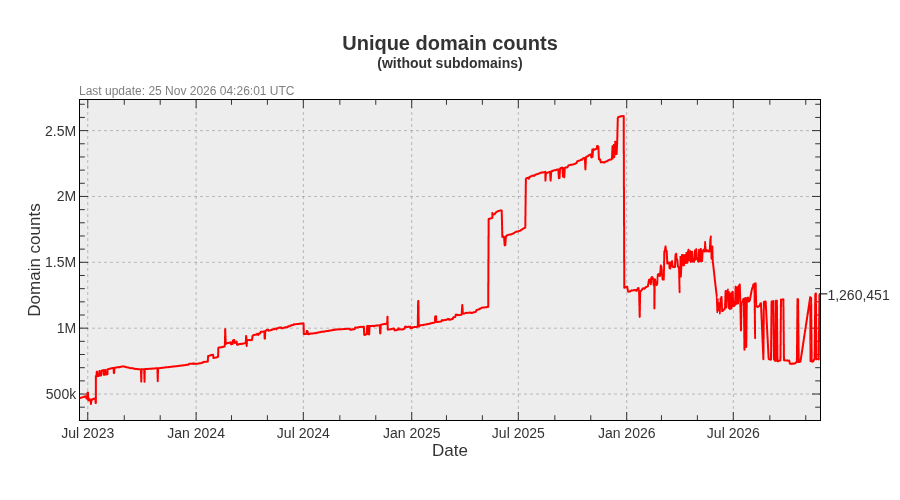 Unique domain counts
(without subdomains)
Last update: 25 Nov 2026 04:26:01 UTC
2.5M
2M
1.5M
1,260,451
1M
500k
Domain counts
Jul 2023 Jan 2024 Jul 2024 Jan 2025 Jul 2025 Jan 2026 Jul 2026
Date